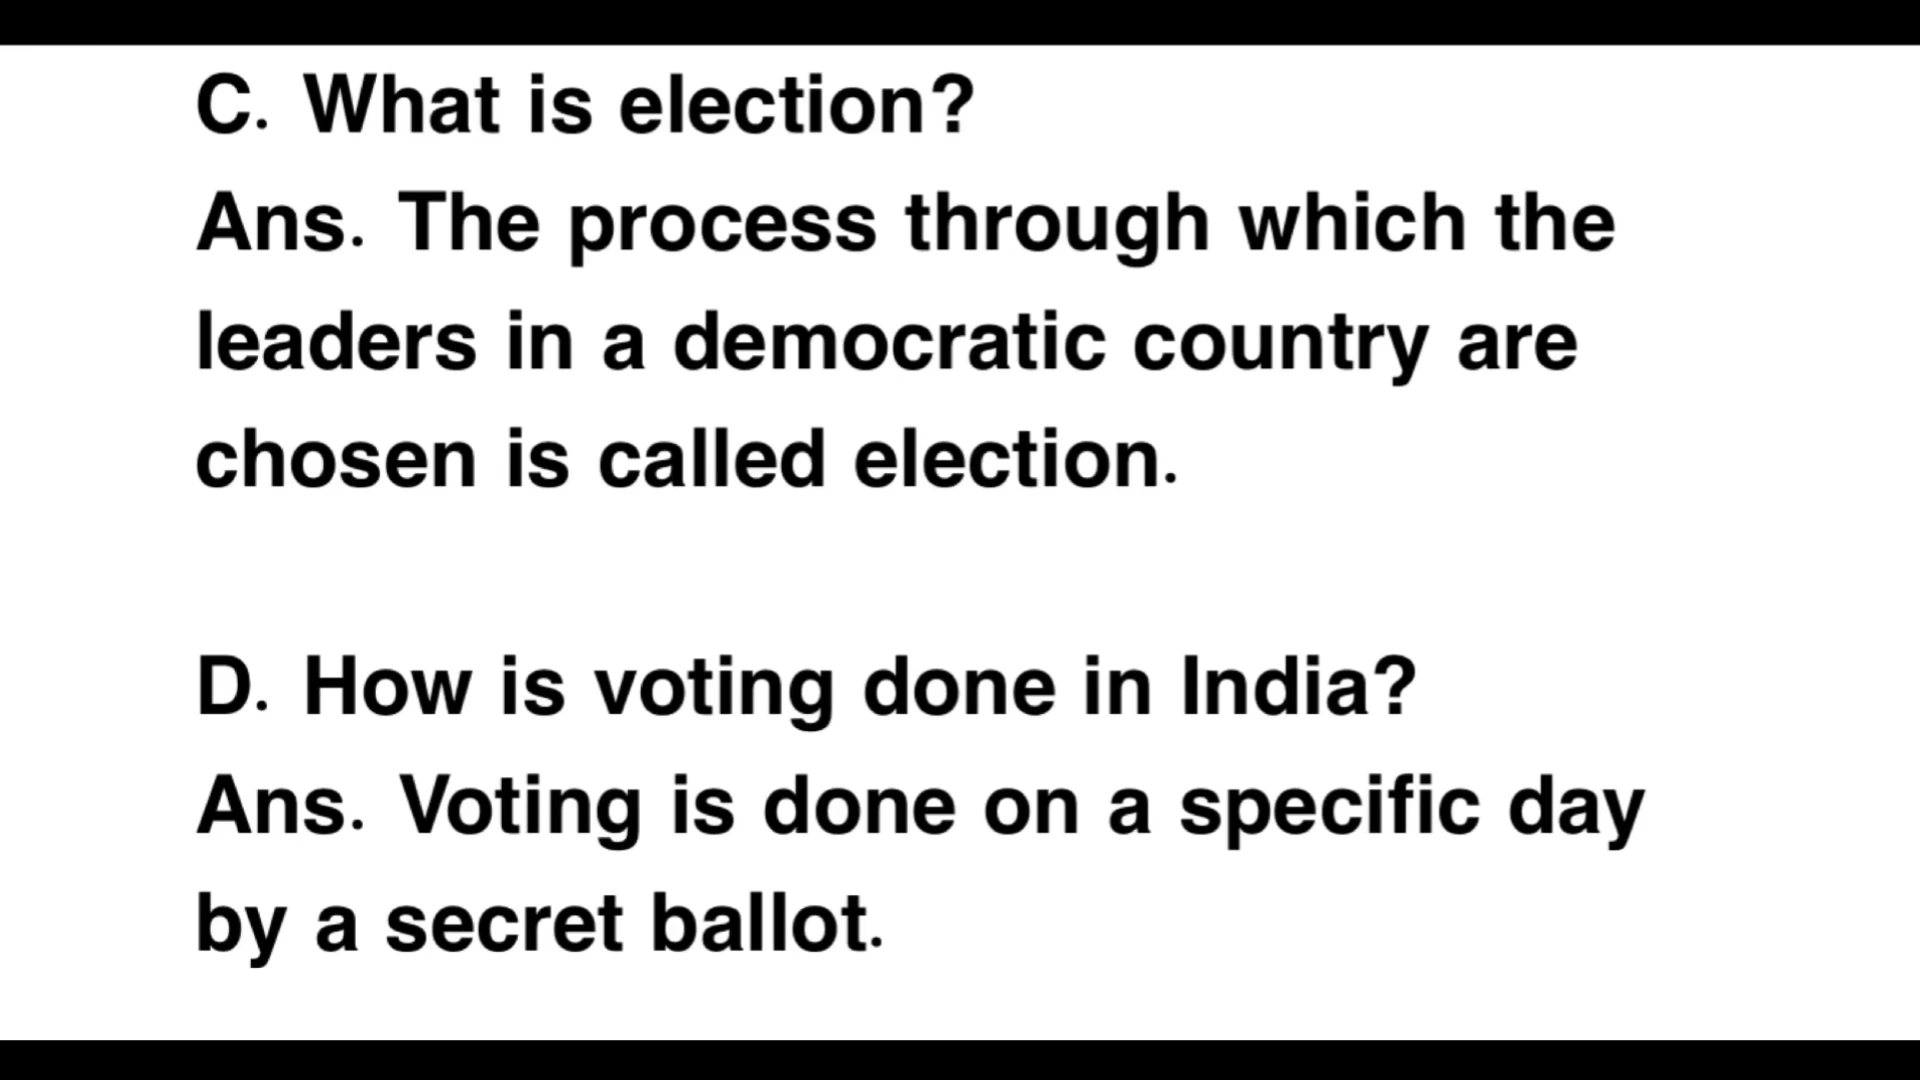 C. What is election?
Ans. The process through which the
leaders in a democratic country are
chosen is called election.
D. How is voting done in India?
Ans. Voting is done on a specific day
by a secret ballot.